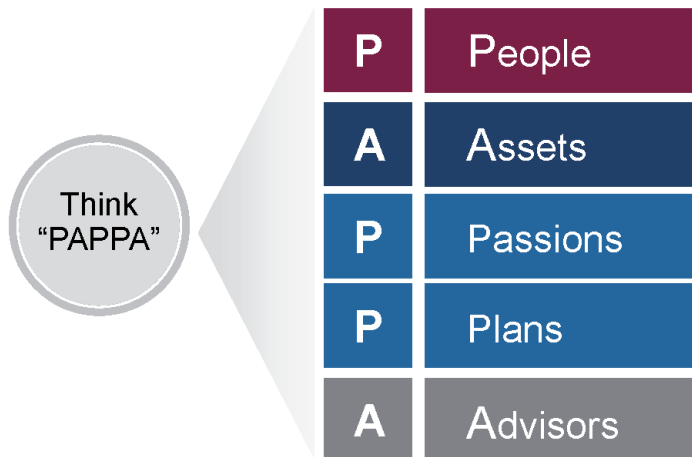 Think
“PAPPA”
P People
A Assets
P Passions
P Plans
A Advisors